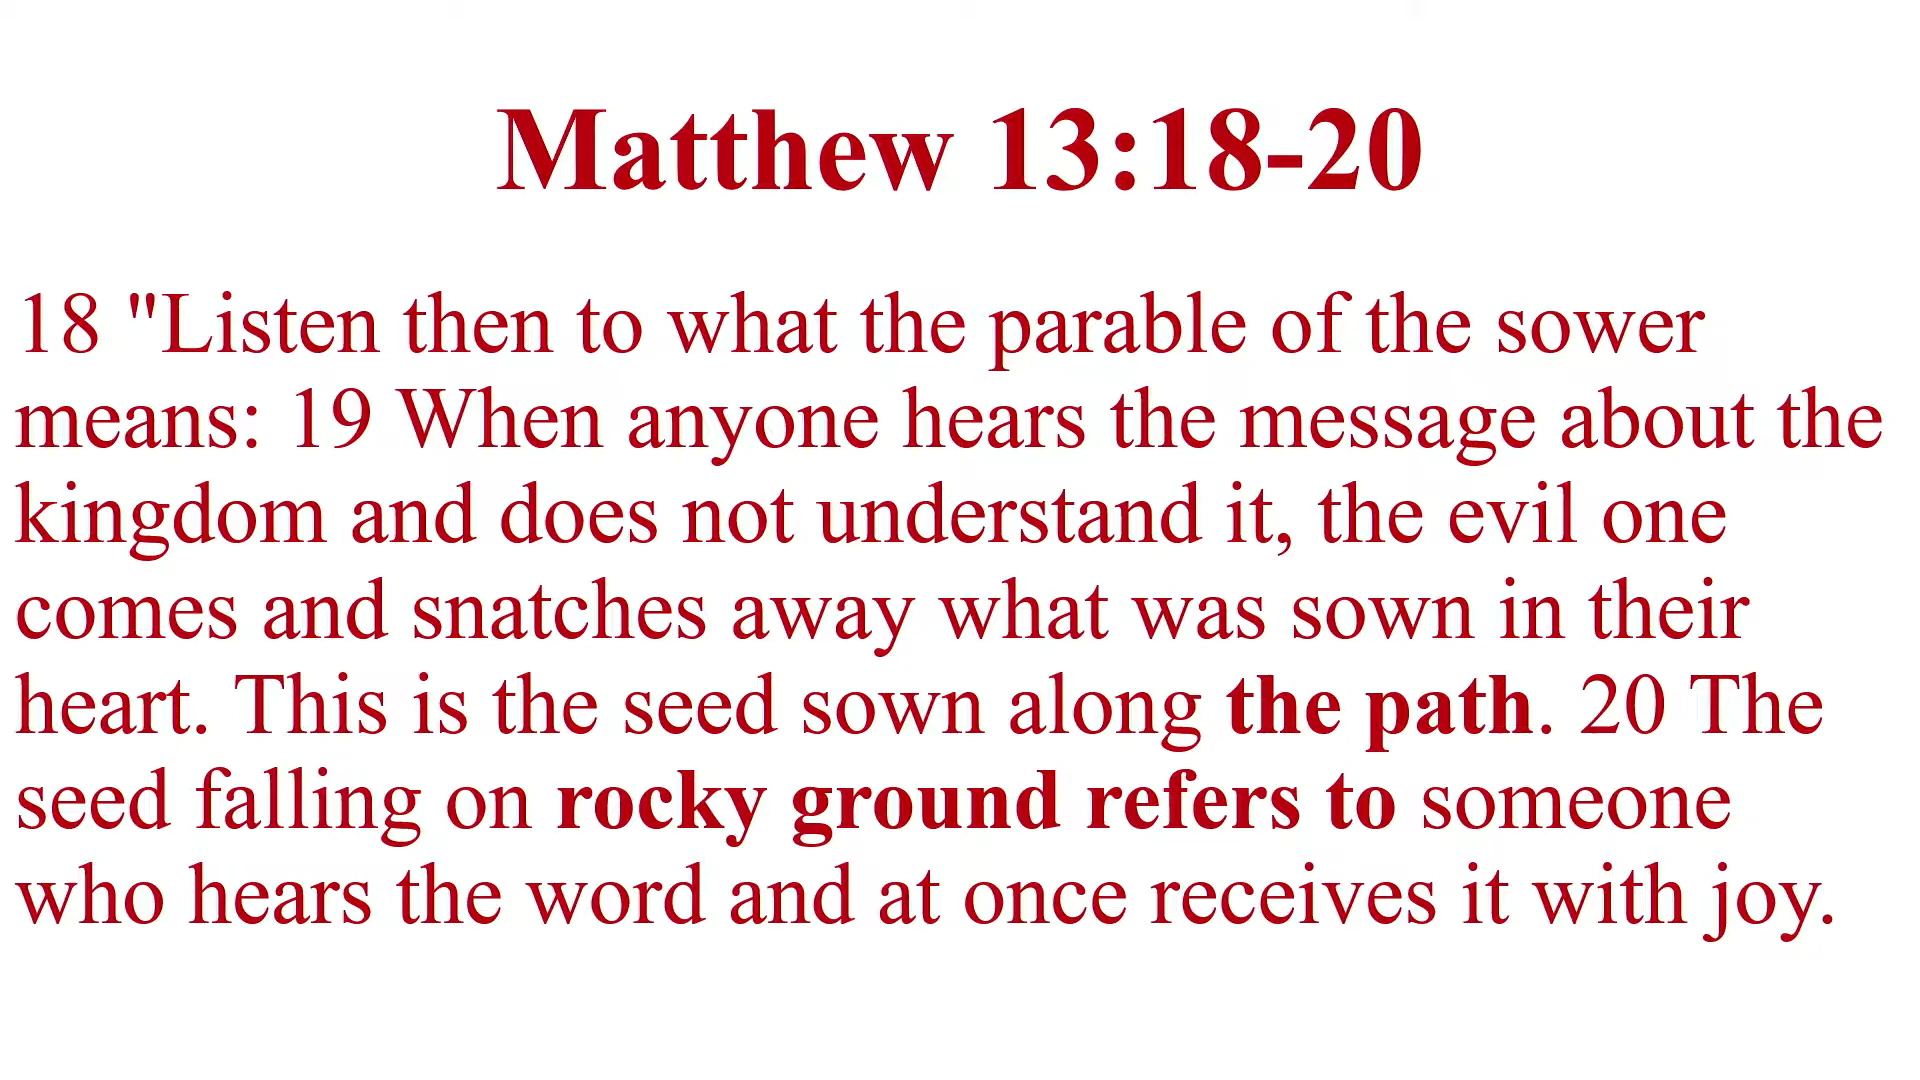 Matthew 13:18-20
18 "Listen then to what the parable of the sower
means: 19 When anyone hears the message about the
kingdom and does not understand it, the evil one
comes and snatches away what was sown in their
heart. This is the seed sown along the path. 20 The
seed falling on rocky ground refers to someone
who hears the word and at once receives it with joy.